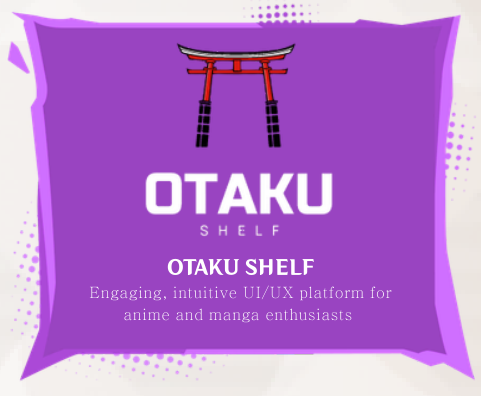 OTAKU
SHELF
OTAKU SHELF
Engaging, intuitive UI/UX platform for
anime and manga enthusiasts